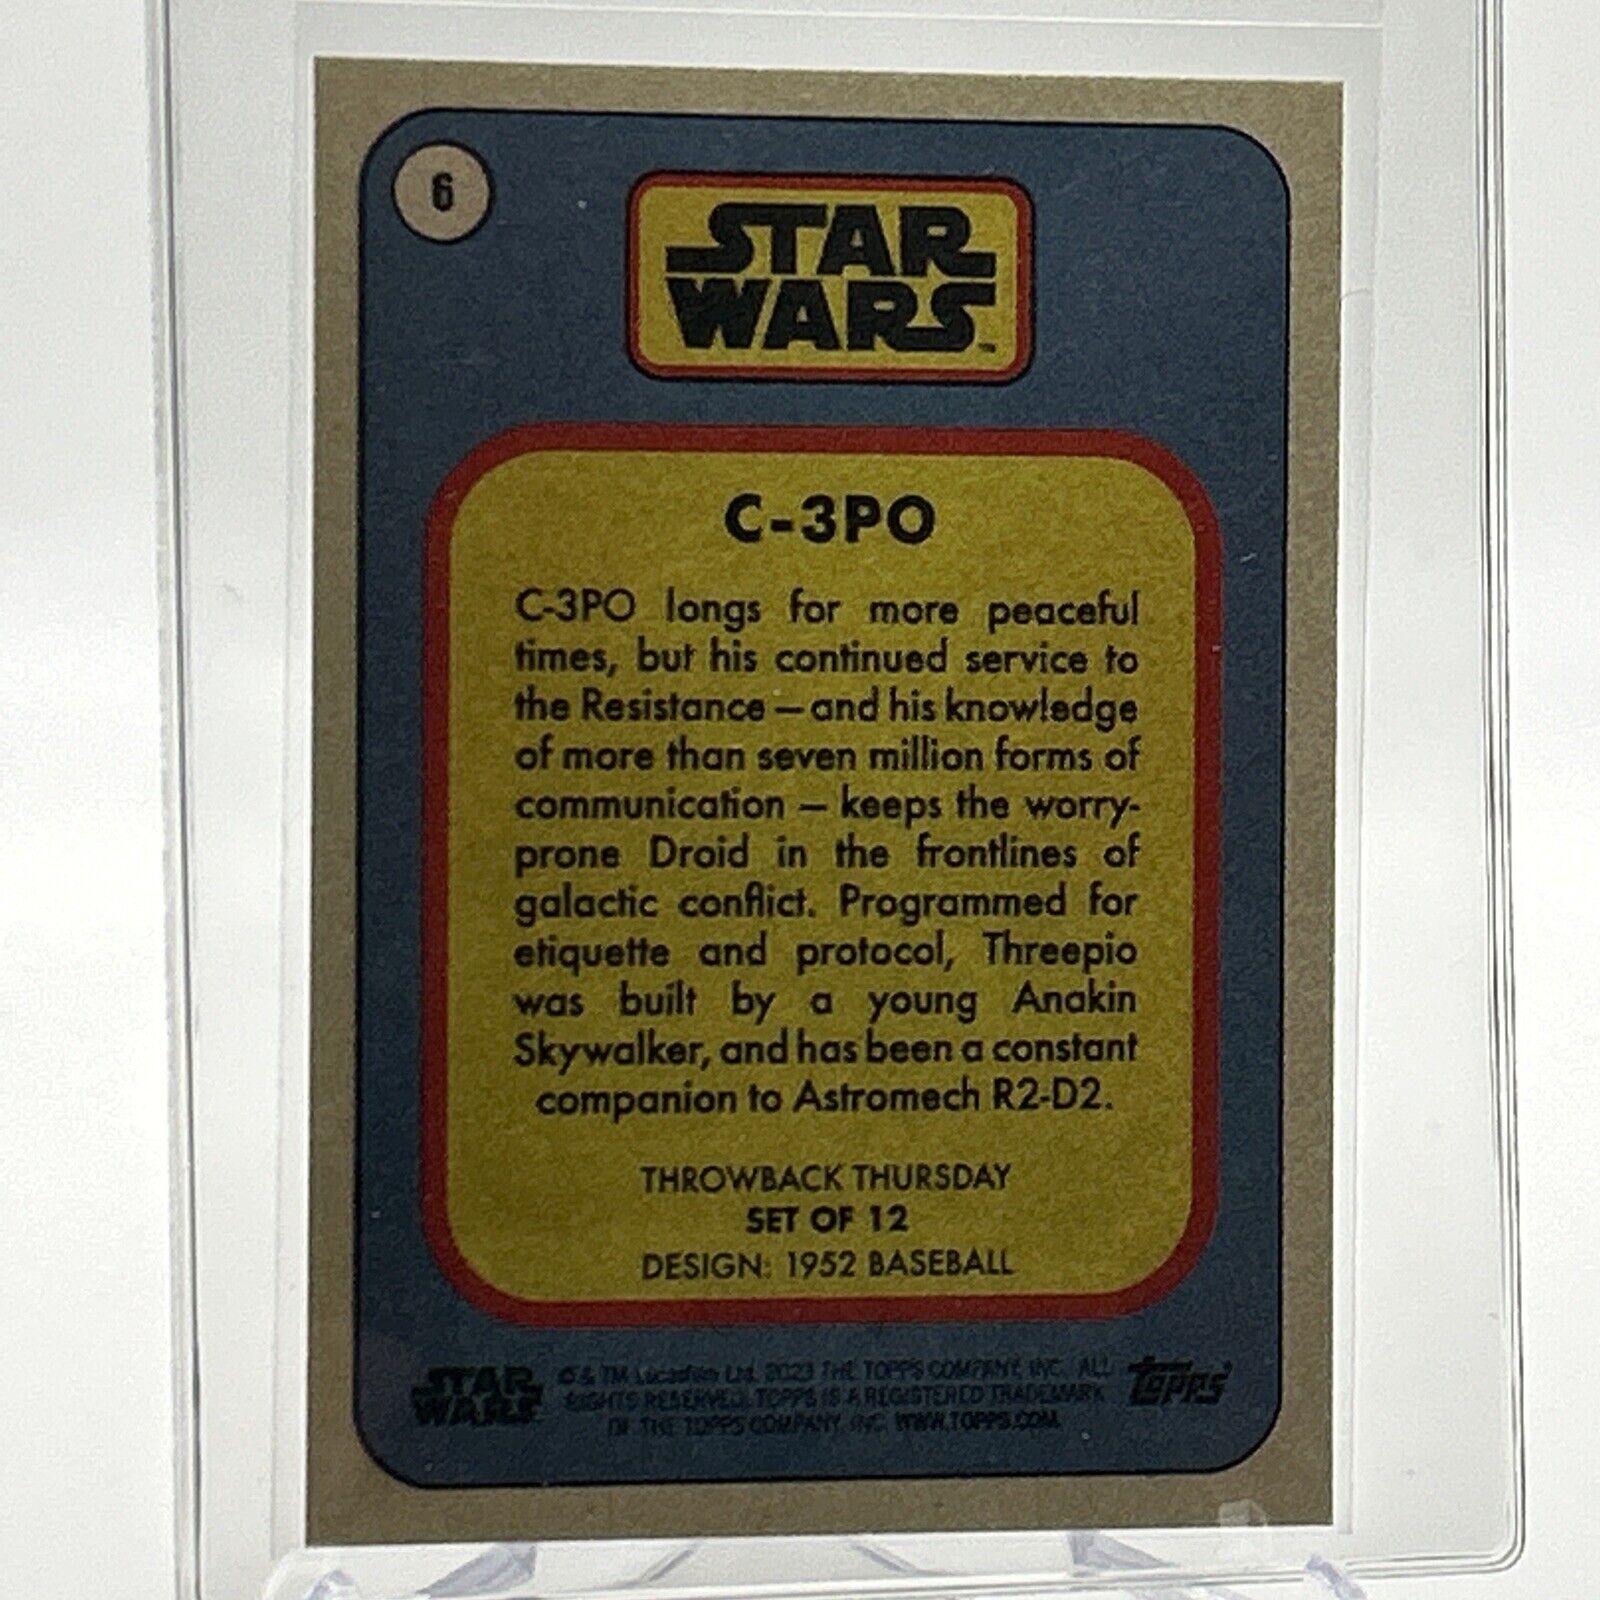 6
STAR
WARS™
C-3PO
C-3PO longs for more peaceful
times, but his continued service to
the Resistance — and his knowledge
of more than seven million forms of
communication — keeps the worry-
prone Droid in the frontlines of
galactic conflict. Programmed for
etiquette and protocol, Threepio
was built by a young Anakin
Skywalker, and has been a constant
companion to Astromech R2-D2.
THROWBACK THURSDAY
SET OF 12
DESIGN: 1952 BASEBALL
STAR
WARS
© & TM Lucasfilm Ltd. 2023 THE TOPPS COMPANY, INC. ALL
RIGHTS RESERVED. TOPPS IS A REGISTERED TRADEMARK
OF THE TOPPS COMPANY, INC. WWW.TOPPS.COM.
topps